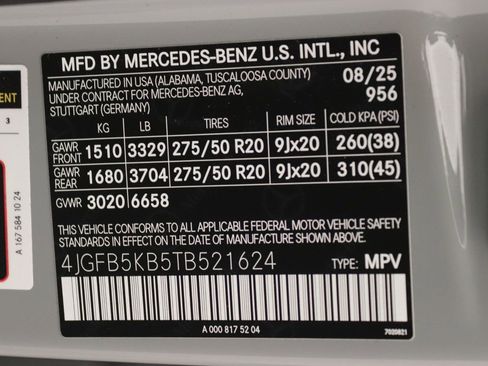 MFD BY MERCEDES-BENZ U.S. INTL., INC
MANUFACTURED IN USA (ALABAMA, TUSCALOOSA COUNTY)
UNDER CONTRACT FOR MERCEDES-BENZ AG,
STUTTGART (GERMANY)
08/25
956
KG LB TIRES RIM SIZE COLD KPA (PSI)
GAWR FRONT 1510 3329 275/50 R20 9Jx20 260(38)
GAWR REAR 1680 3704 275/50 R20 9Jx20 310(45)
GVWR 3020 6658
THIS VEHICLE CONFORMS TO ALL APPLICABLE FEDERAL MOTOR VEHICLE SAFETY
STANDARDS IN EFFECT ON THE DATE OF MANUFACTURE SHOWN ABOVE.
4JGFB5KB5TB521624 TYPE: MPV
A 000 817 52 04
7020821
ENT
3
A 167 584 10 24